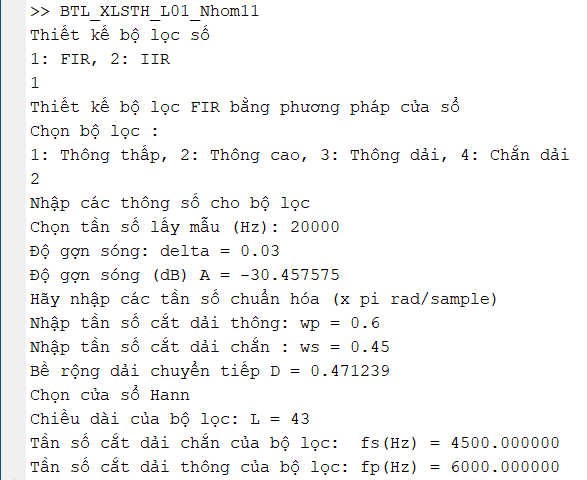 >> BTL_XLSTH_L01_Nhom11
Thiết kế bộ lọc số
1: FIR, 2: IIR
1
Thiết kế bộ lọc FIR bằng phương pháp cửa sổ
Chọn bộ lọc :
1: Thông thấp, 2: Thông cao, 3: Thông dải, 4: Chắn dải
2
Nhập các thông số cho bộ lọc
Chọn tần số lấy mẫu (Hz): 20000
Độ gợn sóng: delta = 0.03
Độ gợn sóng (dB) A = -30.457575
Hãy nhập các tần số chuẩn hóa (x pi rad/sample)
Nhập tần số cắt dải thông: wp = 0.6
Nhập tần số cắt dải chắn : ws = 0.45
Bề rộng dải chuyển tiếp D = 0.471239
Chọn cửa sổ Hann
Chiều dài của bộ lọc: L = 43
Tần số cắt dải chắn của bộ lọc:  fs(Hz) = 4500.000000
Tần số cắt dải thông của bộ lọc: fp(Hz) = 6000.000000